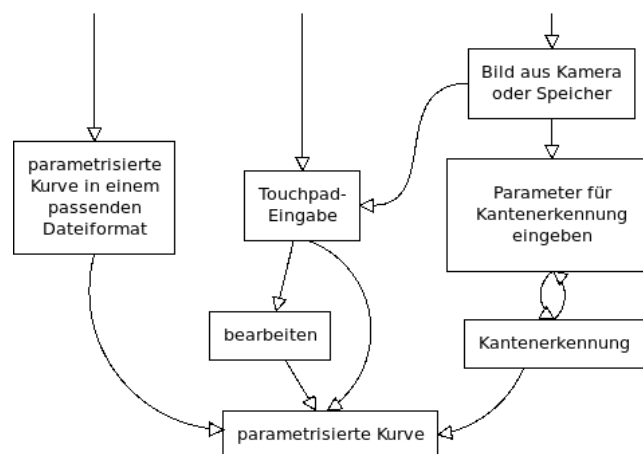 Bild aus Kamera
oder Speicher
parametrisierte
Kurve in einem
passenden
Dateiformat
Touchpad-
Eingabe
Parameter für
Kantenerkennung
eingeben
bearbeiten
Kantenerkennung
parametrisierte Kurve